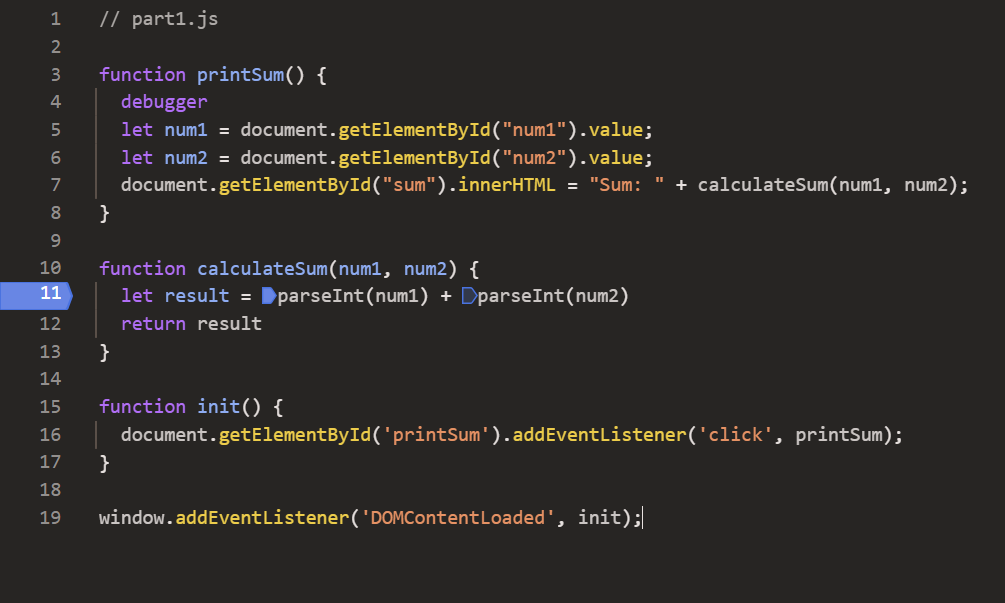 1 // part1.js
2
3 function printSum() {
4   debugger
5   let num1 = document.getElementById("num1").value;
6   let num2 = document.getElementById("num2").value;
7   document.getElementById("sum").innerHTML = "Sum: " + calculateSum(num1, num2);
8 }
9
10 function calculateSum(num1, num2) {
11   let result = parseInt(num1) + parseInt(num2)
12   return result
13 }
14
15 function init() {
16   document.getElementById('printSum').addEventListener('click', printSum);
17 }
18
19 window.addEventListener('DOMContentLoaded', init);